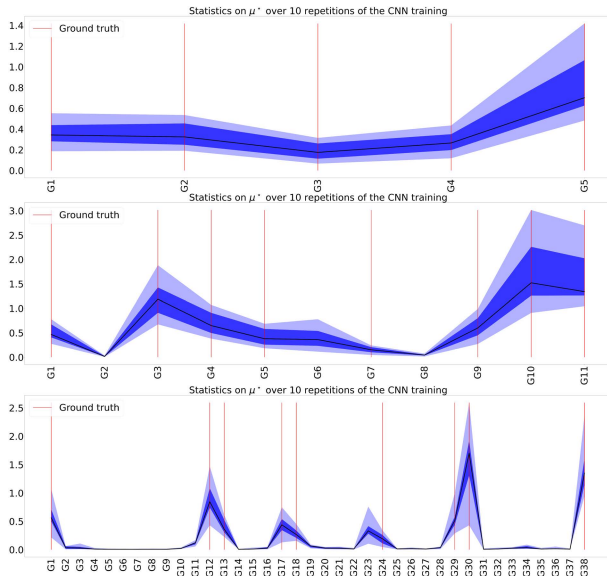 Statistics on μ* over 10 repetitions of the CNN training
Ground truth
1.4
1.2
1.0
0.8
0.6
0.4
0.2
0.0
G1 G2 G3 G4 G5
Statistics on μ* over 10 repetitions of the CNN training
Ground truth
3.0
2.5
2.0
1.5
1.0
0.5
0.0
G1 G2 G3 G4 G5 G6 G7 G8 G9 G10 G11
Statistics on μ* over 10 repetitions of the CNN training
Ground truth
2.5
2.0
1.5
1.0
0.5
0.0
G1 G2 G3 G4 G5 G6 G7 G8 G9 G10 G11 G12 G13 G14 G15 G16 G17 G18 G19 G20 G21 G22 G23 G24 G25 G26 G27 G28 G29 G30 G31 G32 G33 G34 G35 G36 G37 G38